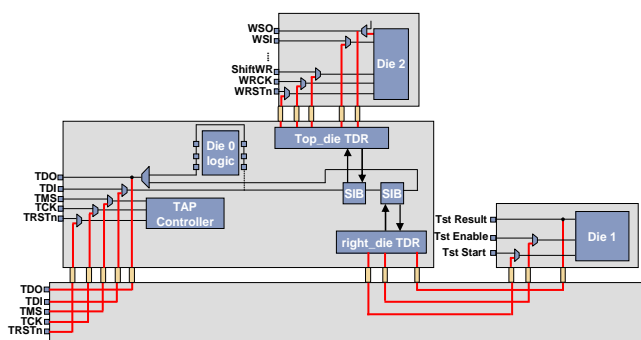 WSO
WSI
ShiftWR
WRCK
WRSTn
Die 2
Top_die TDR
Die 0
logic
TDO
TDI
TMS
TCK
TRSTn
SIB
SIB
TAP
Controller
right_die TDR
Tst Result
Tst Enable
Tst Start
Die 1
TDO
TDI
TMS
TCK
TRSTn